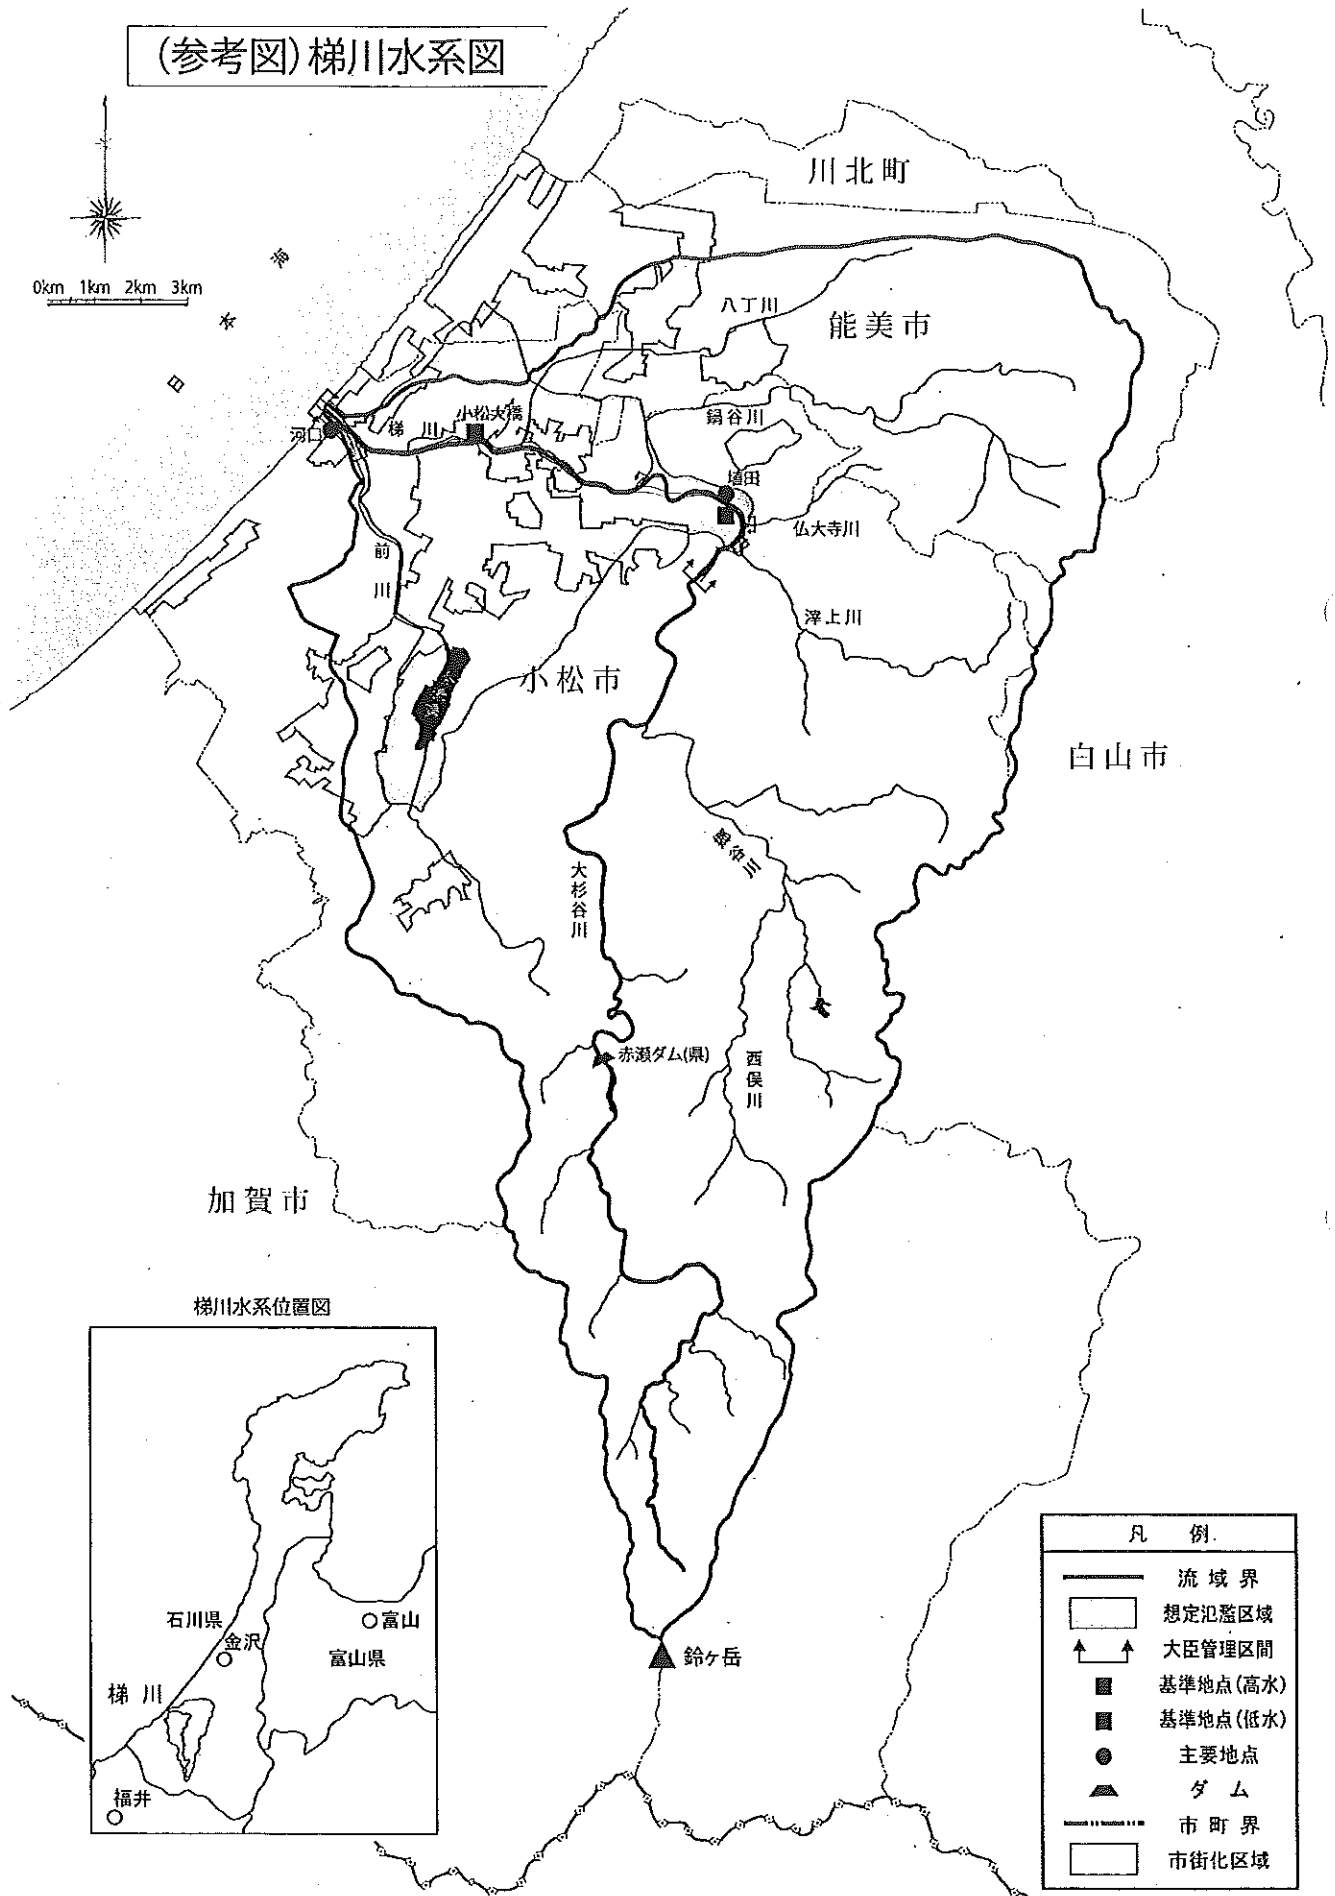 (参考図)梯川水系図
川北町
海
本
日
0km 1km 2km 3km
八丁川
能美市
小松大橋
梯川
河口
鍋谷川
埴田
仏大寺川
前川
滓上川
小松市
白山市
大杉谷川
赤瀬ダム(県)
西俣川
加賀市
鈴ヶ岳
梯川水系位置図
石川県
金沢
富山
富山県
梯川
福井
凡例
流域界
想定氾濫区域
大臣管理区間
基準地点(高水)
基準地点(低水)
主要地点
ダム
市町界
市街化区域